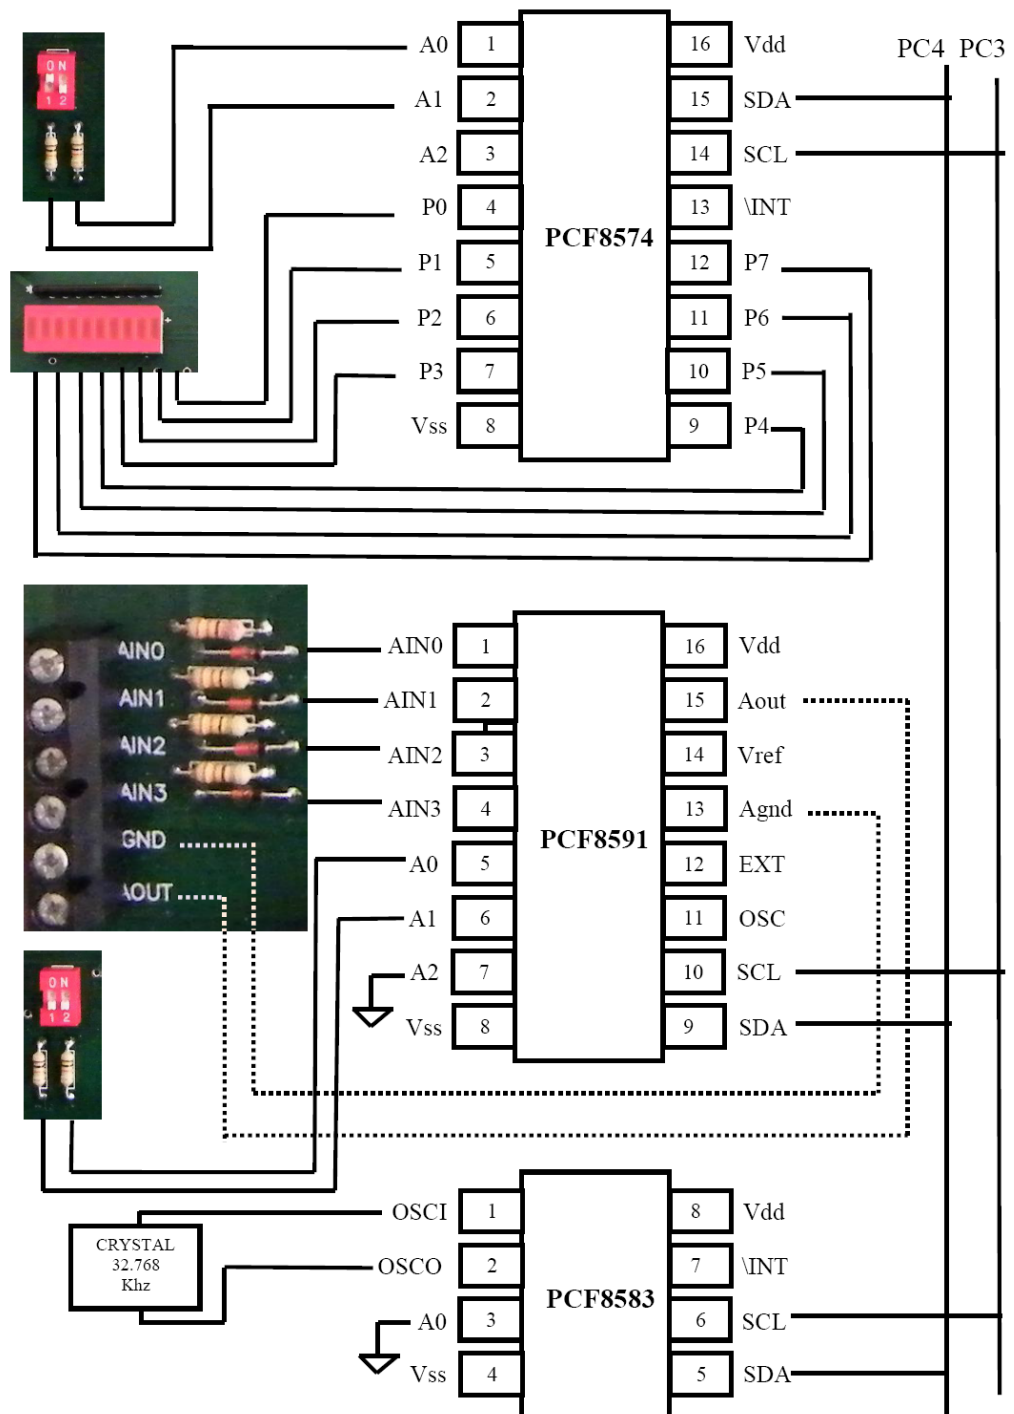 PC4 PC3
ON
1 2
A0 1 16 Vdd
A1 2 15 SDA
A2 3 14 SCL
P0 4 13 \INT
PCF8574
P1 5 12 P7
P2 6 11 P6
P3 7 10 P5
Vss 8 9 P4
+
AIN0
AIN1
AIN2
AIN3
GND
AOUT
AIN0 1 16 Vdd
AIN1 2 15 Aout
AIN2 3 14 Vref
AIN3 4 13 Agnd
PCF8591
A0 5 12 EXT
A1 6 11 OSC
A2 7 10 SCL
Vss 8 9 SDA
ON
1 2
CRYSTAL
32.768
Khz
OSCI 1 8 Vdd
OSCO 2 7 \INT
PCF8583
A0 3 6 SCL
Vss 4 5 SDA